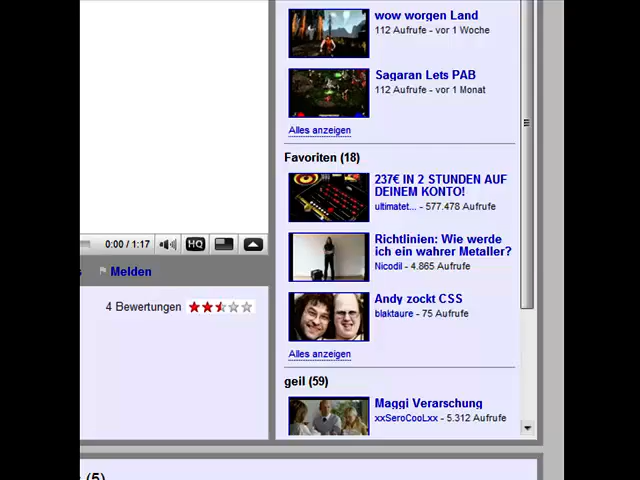 wow worgen Land
112 Aufrufe - vor 1 Woche
Sagaran Lets PAB
112 Aufrufe - vor 1 Monat
Alles anzeigen
Favoriten (18)
237€ IN 2 STUNDEN AUF
DEINEM KONTO!
ultimatet... - 577.478 Aufrufe
Richtlinien: Wie werde
ich ein wahrer Metaller?
Nicodil - 4.865 Aufrufe
Andy zockt CSS
blaktaure - 75 Aufrufe
Alles anzeigen
geil (59)
Maggi Verarschung
xxSeroCooLxx - 5.312 Aufrufe
0:00 / 1:17
HQ
Melden
4 Bewertungen
(5)